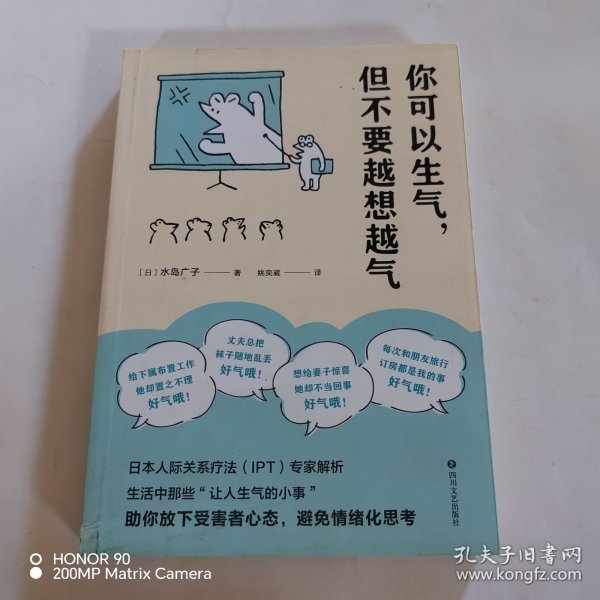 你可以生气，
但不要越想越气
［日］水岛广子 —— 著 姚奕崴 —— 译
给下属布置工作
他却置之不理
好气哦！
丈夫总把
袜子随地乱丢
好气哦！
想给妻子惊喜
她却不当回事
好气哦！
每次和朋友旅行
订房都是我的事
好气哦！
日本人际关系疗法（IPT）专家解析
生活中那些“让人生气的小事”
助你放下受害者心态，避免情绪化思考
四川文艺出版社
HONOR 90
200MP Matrix Camera
孔夫子旧书网
www.kongfz.com